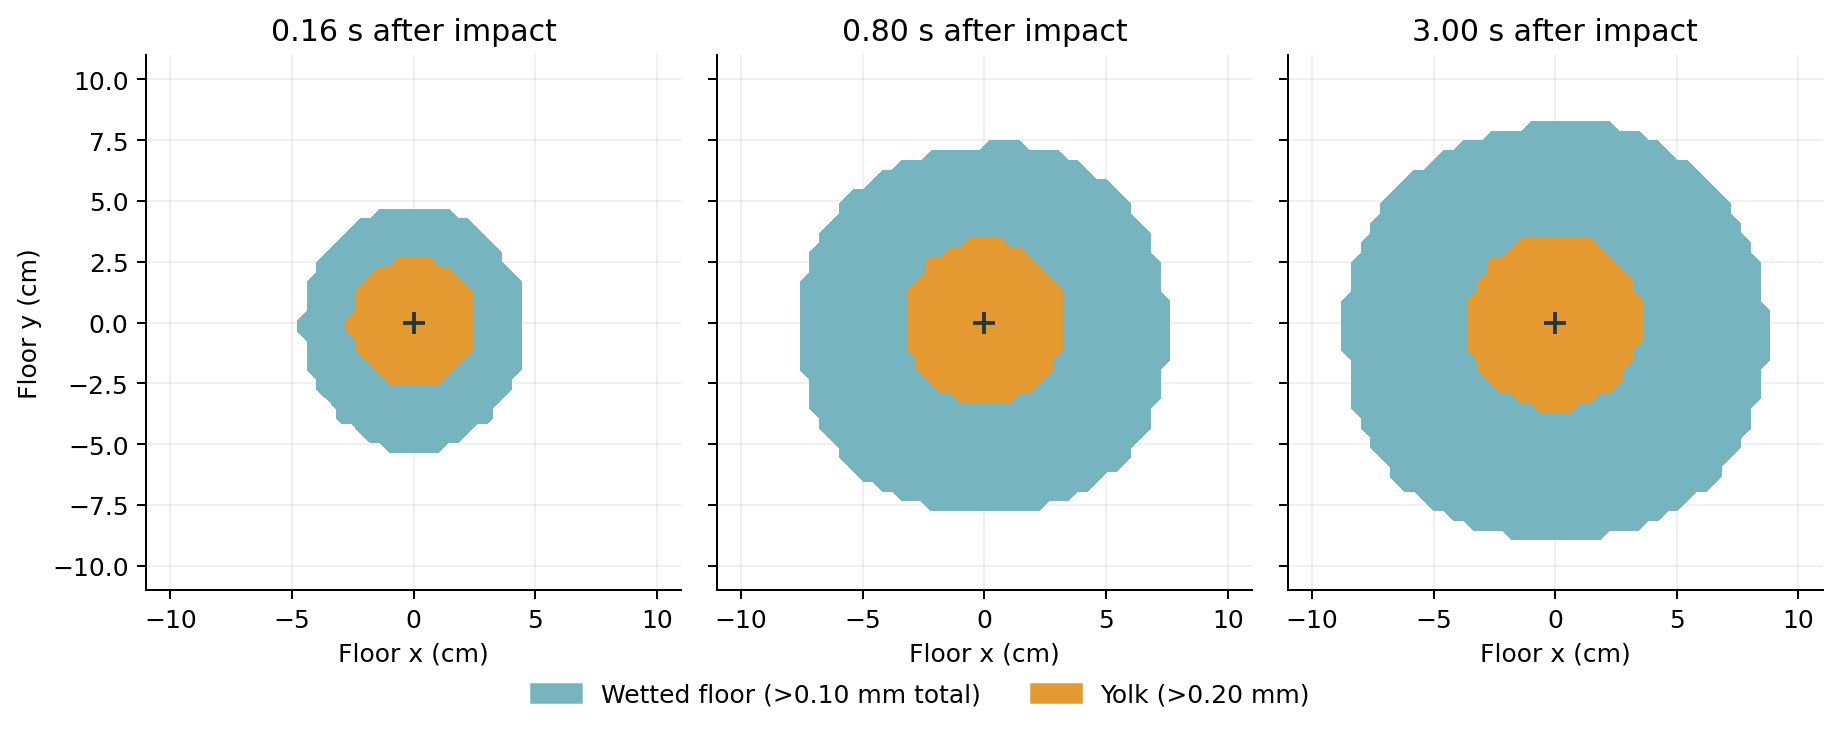 0.16 s after impact
0.80 s after impact
3.00 s after impact
Floor y (cm)
10.0
7.5
5.0
2.5
0.0
−2.5
−5.0
−7.5
−10.0
−10 −5 0 5 10
−10 −5 0 5 10
−10 −5 0 5 10
Floor x (cm)
Floor x (cm)
Floor x (cm)
Wetted floor (>0.10 mm total)
Yolk (>0.20 mm)